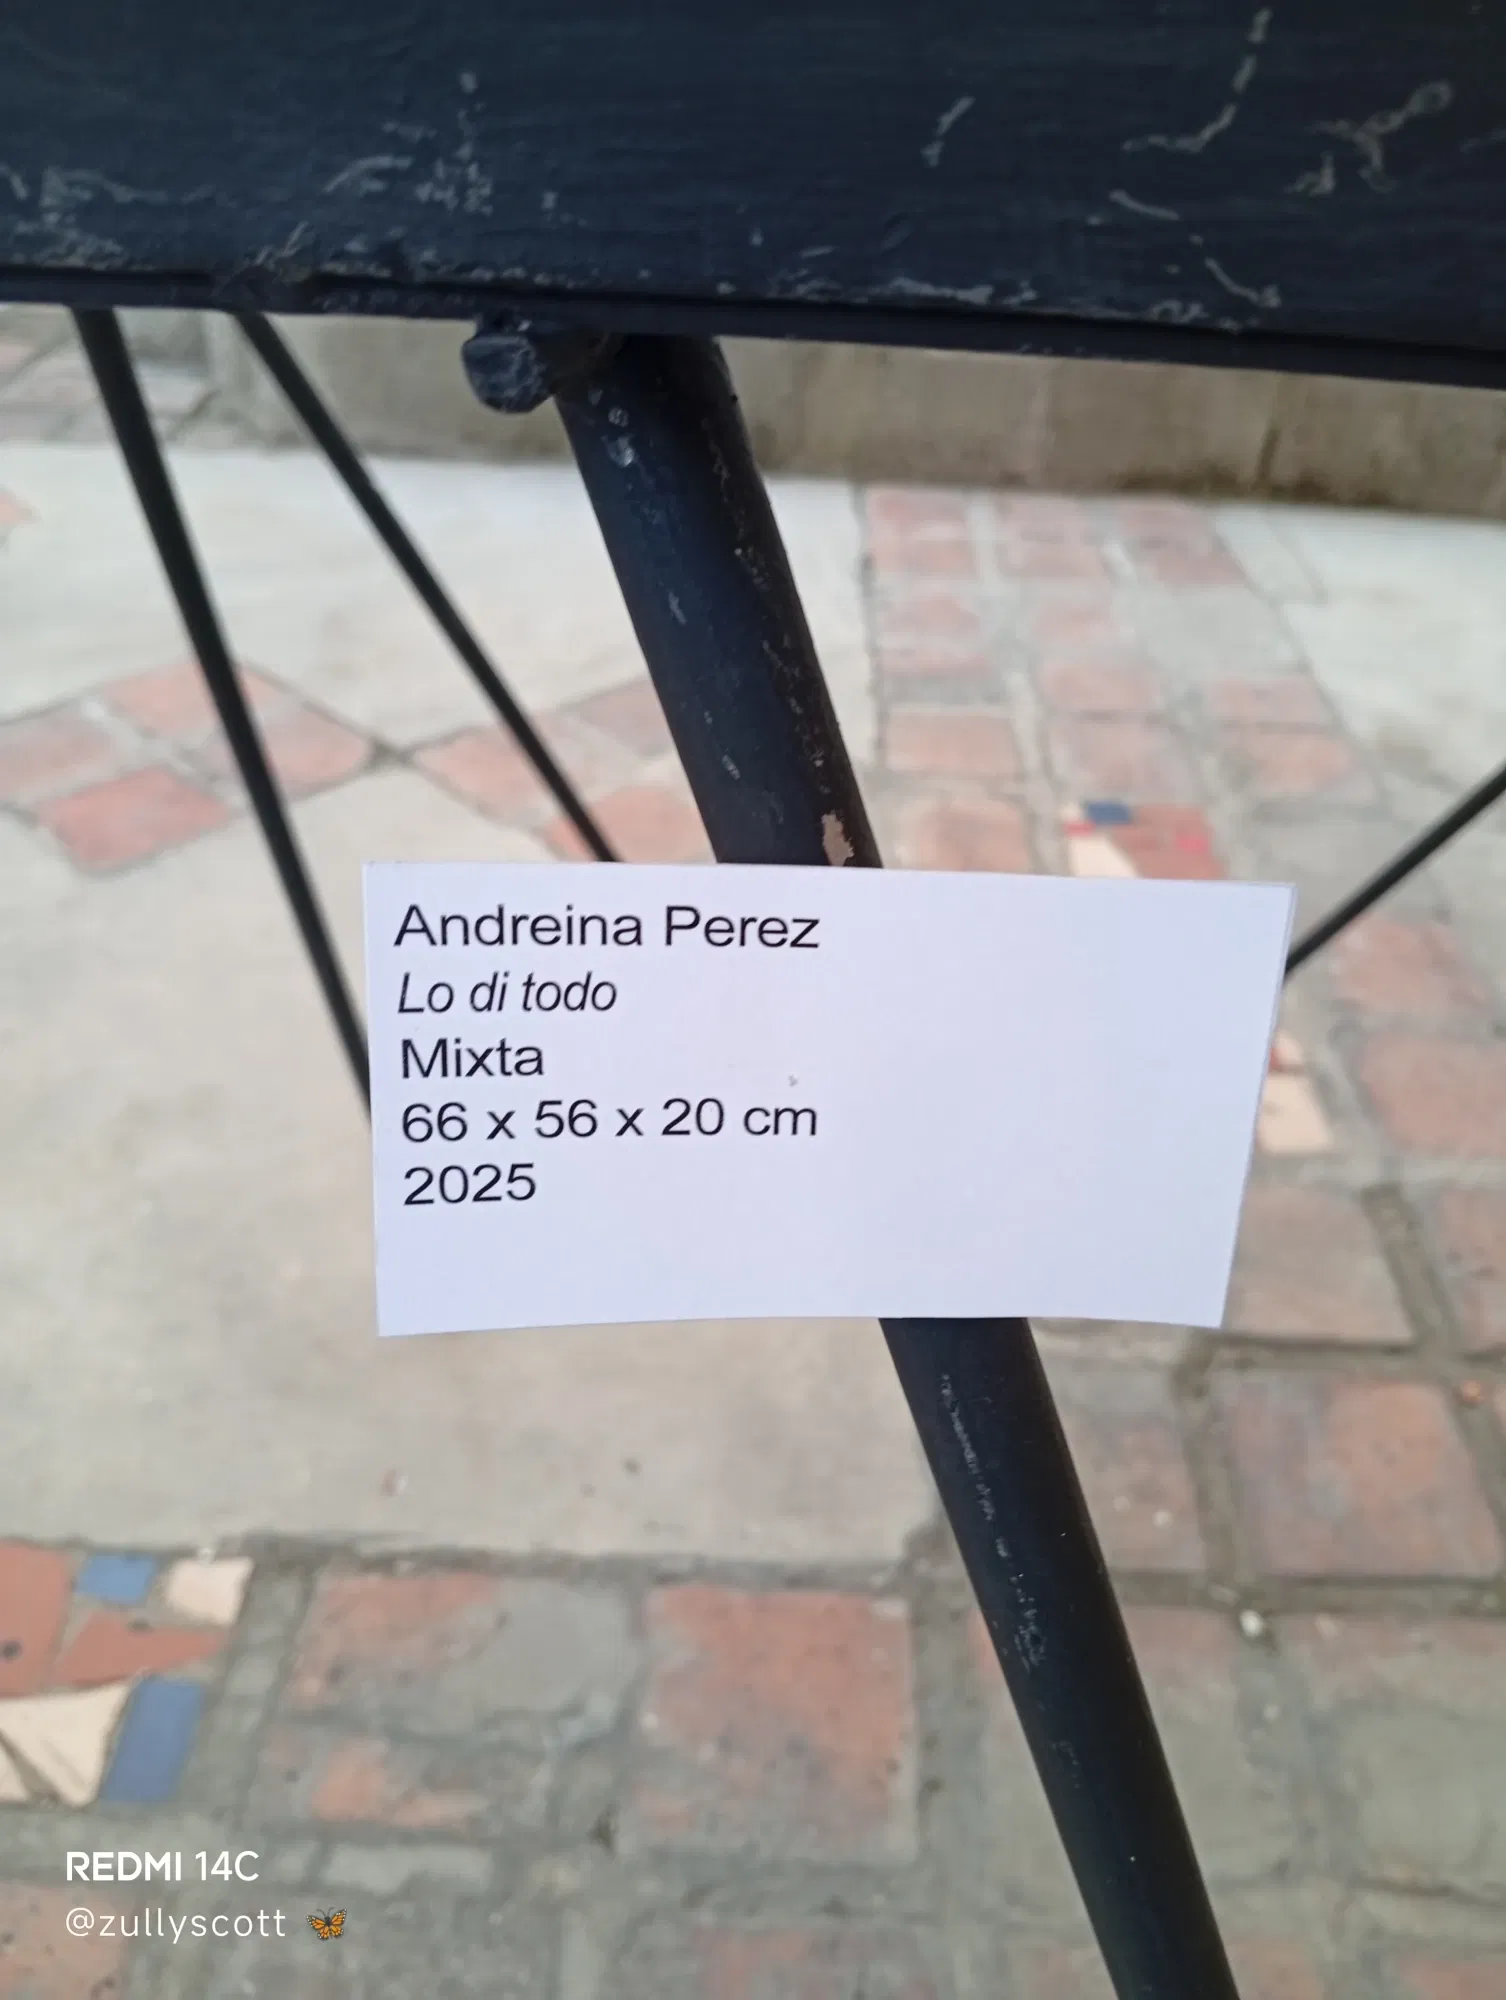 Andreina Perez
Lo di todo
Mixta
66 x 56 x 20 cm
2025
REDMI 14C
@zullyscott 🦋